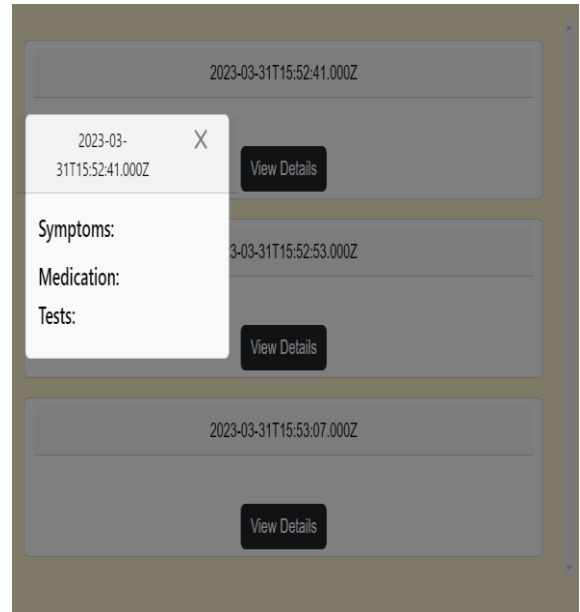 2023-03-31T15:52:41.000Z
View Details
2023-03-
31T15:52:41.000Z
X
Symptoms:
Medication:
Tests:
3-03-31T15:52:53.000Z
View Details
2023-03-31T15:53:07.000Z
View Details